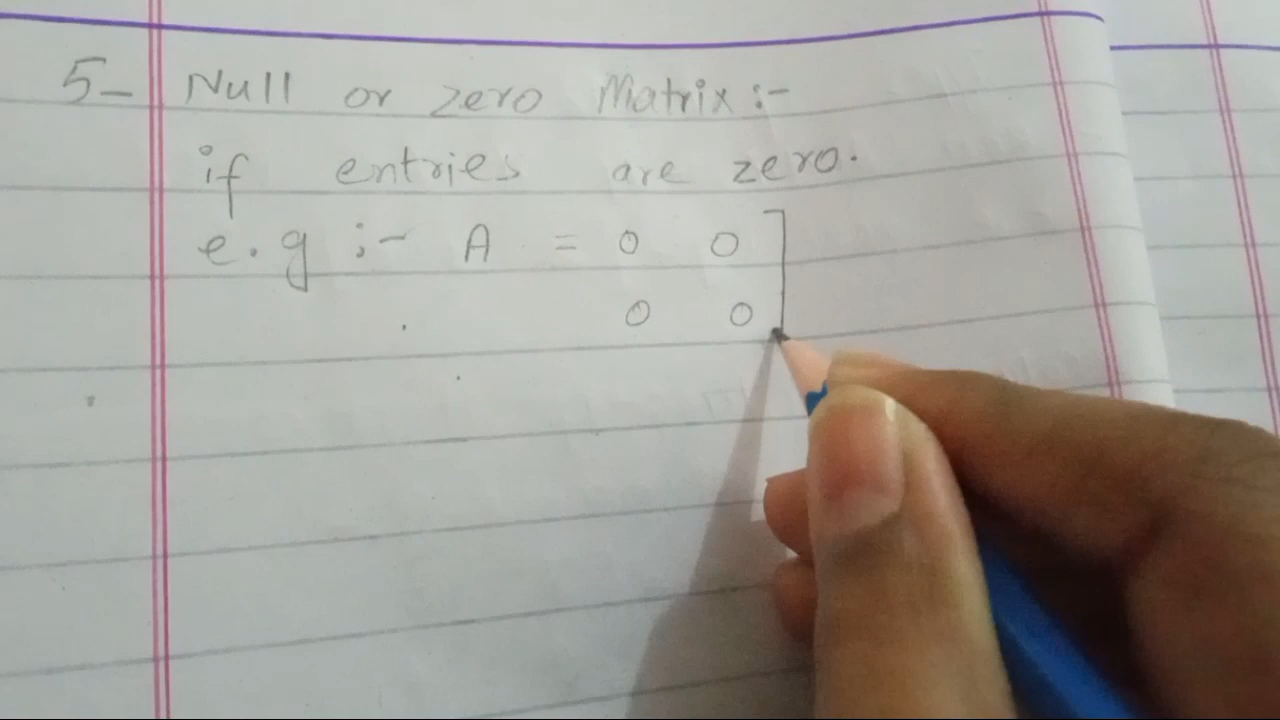 5- Null or zero Matrix :-
if entries are zero.
e.g :- A = 0 0]
0 0